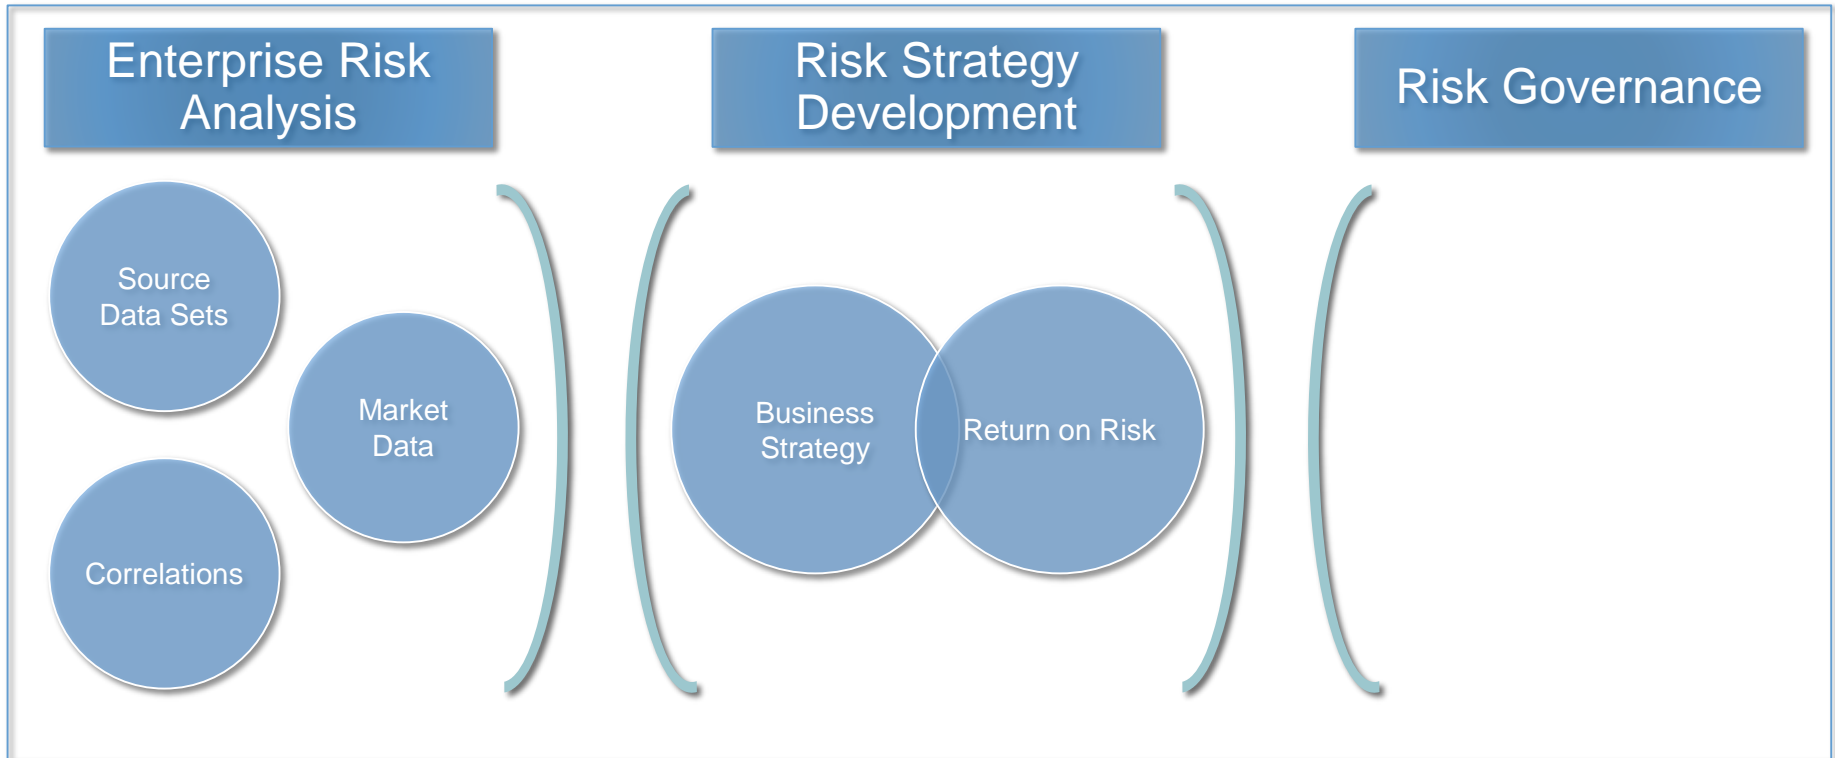 Enterprise Risk
Analysis
Risk Strategy
Development
Risk Governance
Source
Data Sets
Market
Data
Correlations
Business
Strategy
Return on Risk